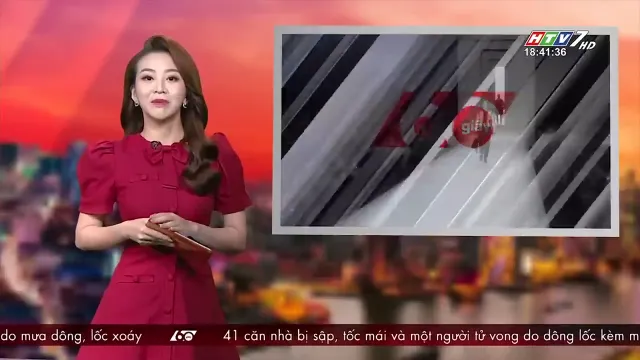 HTV7 HD
18:41:36
60 giây
do mưa dông, lốc xoáy 60 41 căn nhà bị sập, tốc mái và một người tử vong do dông lốc kèm m